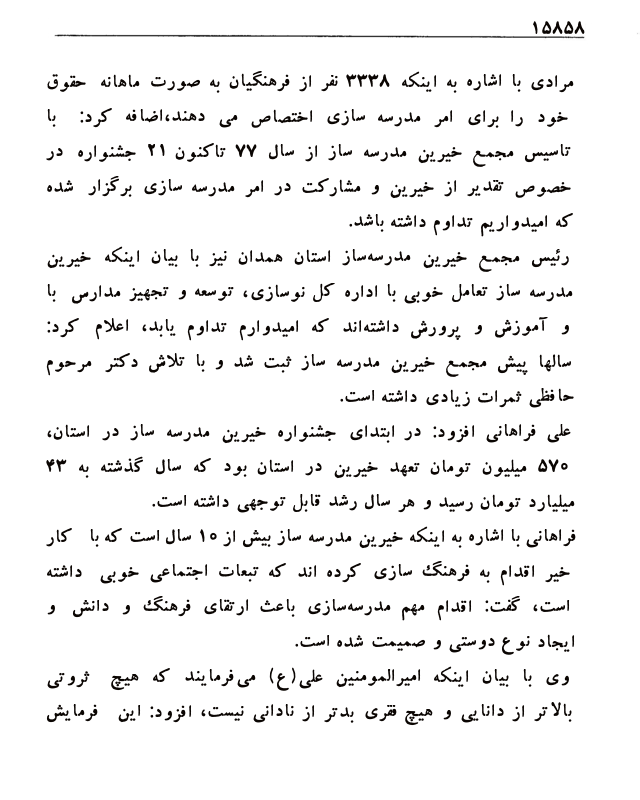 ۱۵۸۵۸
مرادی با اشاره به اینکه ۳۳۳۸ نفر از فرهنگیان به صورت ماهانه حقوق
خود را برای امر مدرسه سازی اختصاص می دهند،اضافه کرد: با
تاسیس مجمع خیرین مدرسه ساز از سال ۷۷ تاکنون ۲۱ جشنواره در
خصوص تقدیر از خیرین و مشارکت در امر مدرسه سازی برگزار شده
که امیدواریم تداوم داشته باشد.
رئیس مجمع خیرین مدرسه‌ساز استان همدان نیز با بیان اینکه خیرین
مدرسه ساز تعامل خوبی با اداره کل نوسازی، توسعه و تجهیز مدارس با
و آموزش و پرورش داشته‌اند که امیدوارم تداوم یابد، اعلام کرد:
سالها پیش مجمع خیرین مدرسه ساز ثبت شد و با تلاش دکتر مرحوم
حافظی ثمرات زیادی داشته است.
علی فراهانی افزود: در ابتدای جشنواره خیرین مدرسه ساز در استان،
۵۷۰ میلیون تومان تعهد خیرین در استان بود که سال گذشته به ۴۳
میلیارد تومان رسید و هر سال رشد قابل توجهی داشته است.
فراهانی با اشاره به اینکه خیرین مدرسه ساز بیش از ۱۰ سال است که با کار
خیر اقدام به فرهنگ سازی کرده اند که تبعات اجتماعی خوبی داشته
است، گفت: اقدام مهم مدرسه‌سازی باعث ارتقای فرهنگ و دانش و
ایجاد نوع دوستی و صمیمت شده است.
وی با بیان اینکه امیرالمومنین علی(ع) می‌فرمایند که هیچ ثروتی
بالاتر از دانایی و هیچ فقری بدتر از نادانی نیست، افزود: این فرمایش